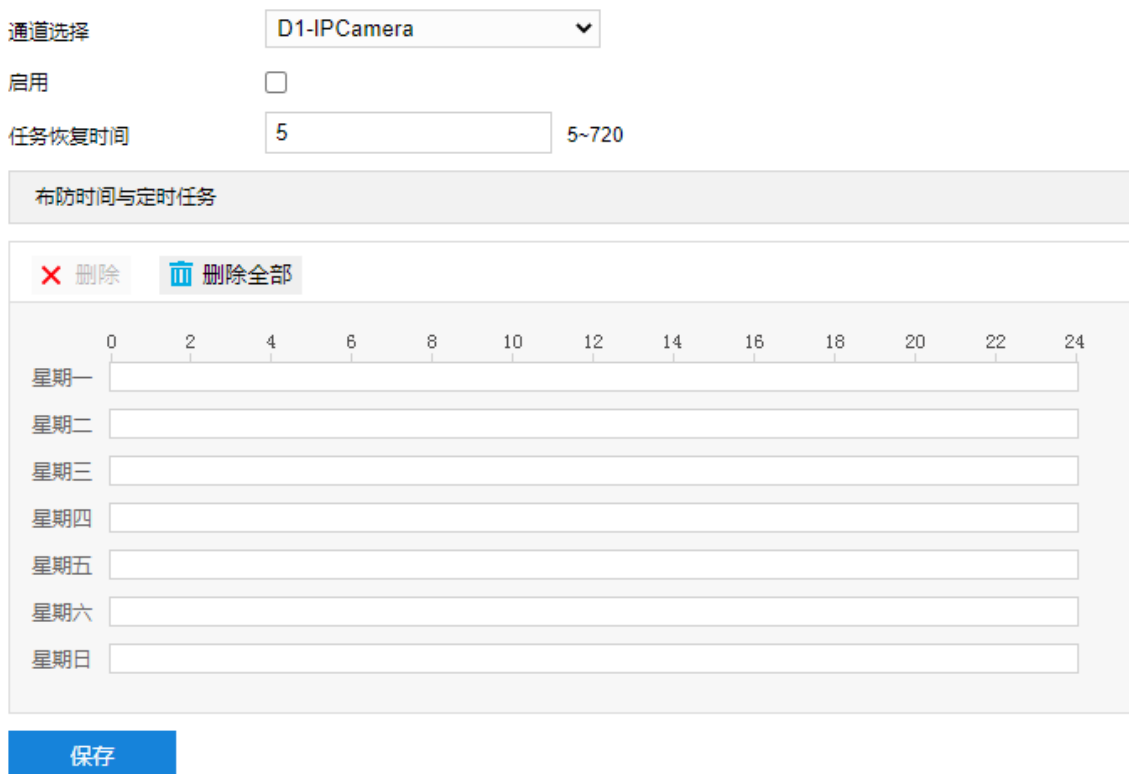 通道选择 D1-IPCamera
启用
任务恢复时间 5 5~720
布防时间与定时任务
删除 删除全部
0 2 4 6 8 10 12 14 16 18 20 22 24
星期一
星期二
星期三
星期四
星期五
星期六
星期日
保存